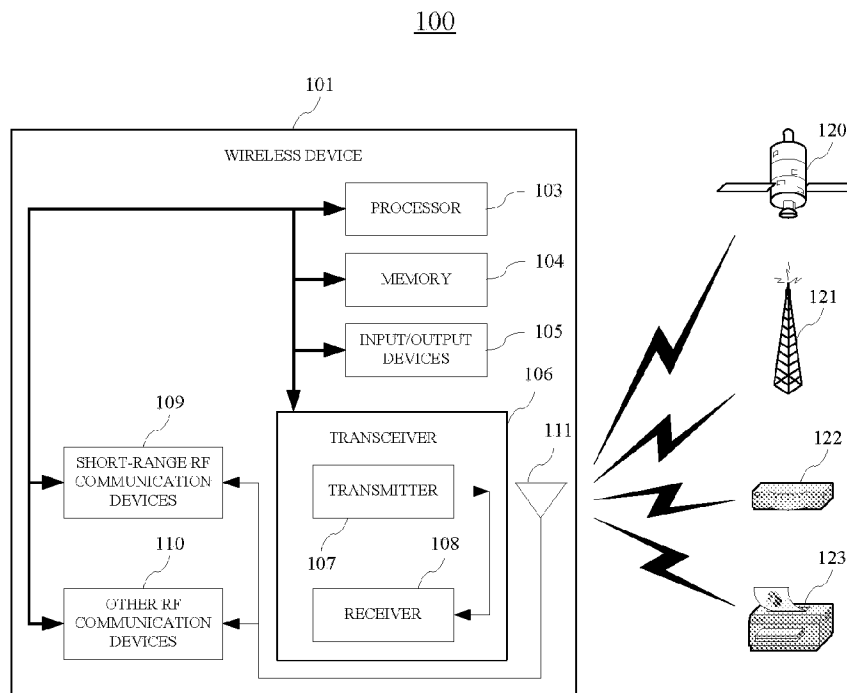 100
101
WIRELESS DEVICE
120
PROCESSOR
103
MEMORY
104
121
INPUT/OUTPUT
DEVICES
105
106
109
TRANSCEIVER
111
SHORT-RANGE RF
COMMUNICATION
DEVICES
TRANSMITTER
122
110
107
108
123
OTHER RF
COMMUNICATION
DEVICES
RECEIVER